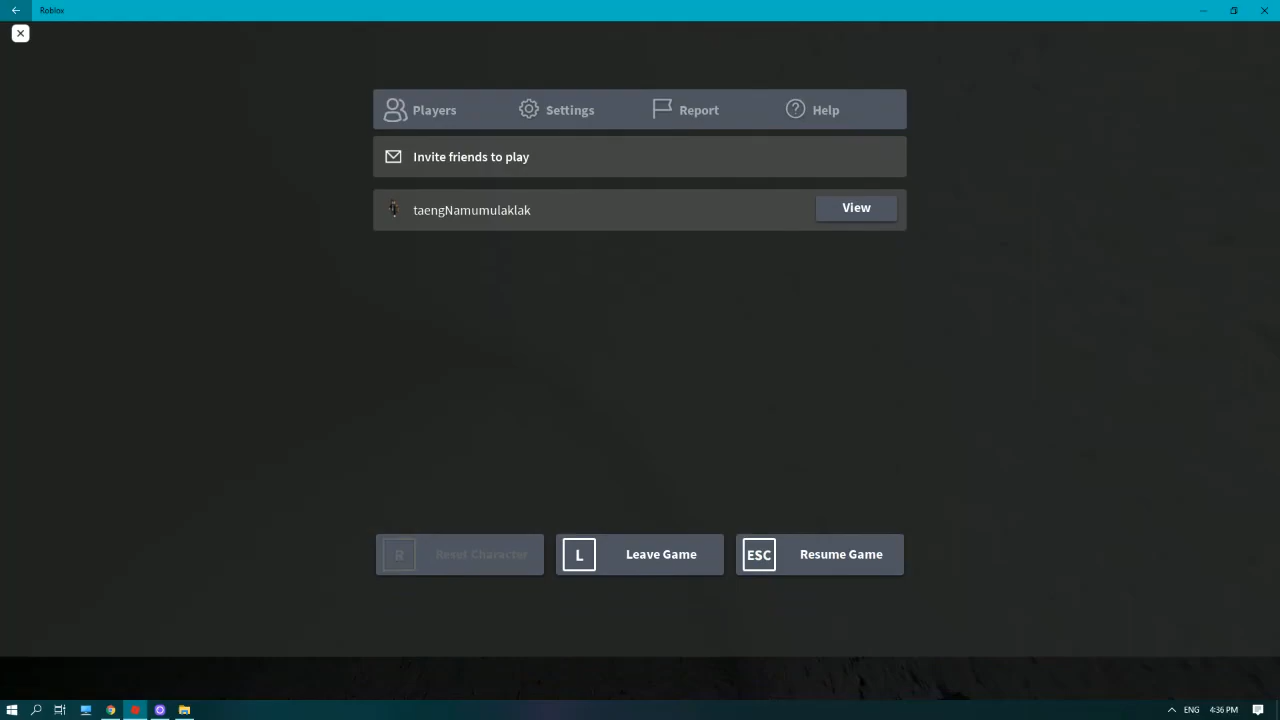 Roblox
Players Settings Report Help
Invite friends to play
taengNamumulaklak View
R Reset Character L Leave Game ESC Resume Game
ENG 4:36 PM